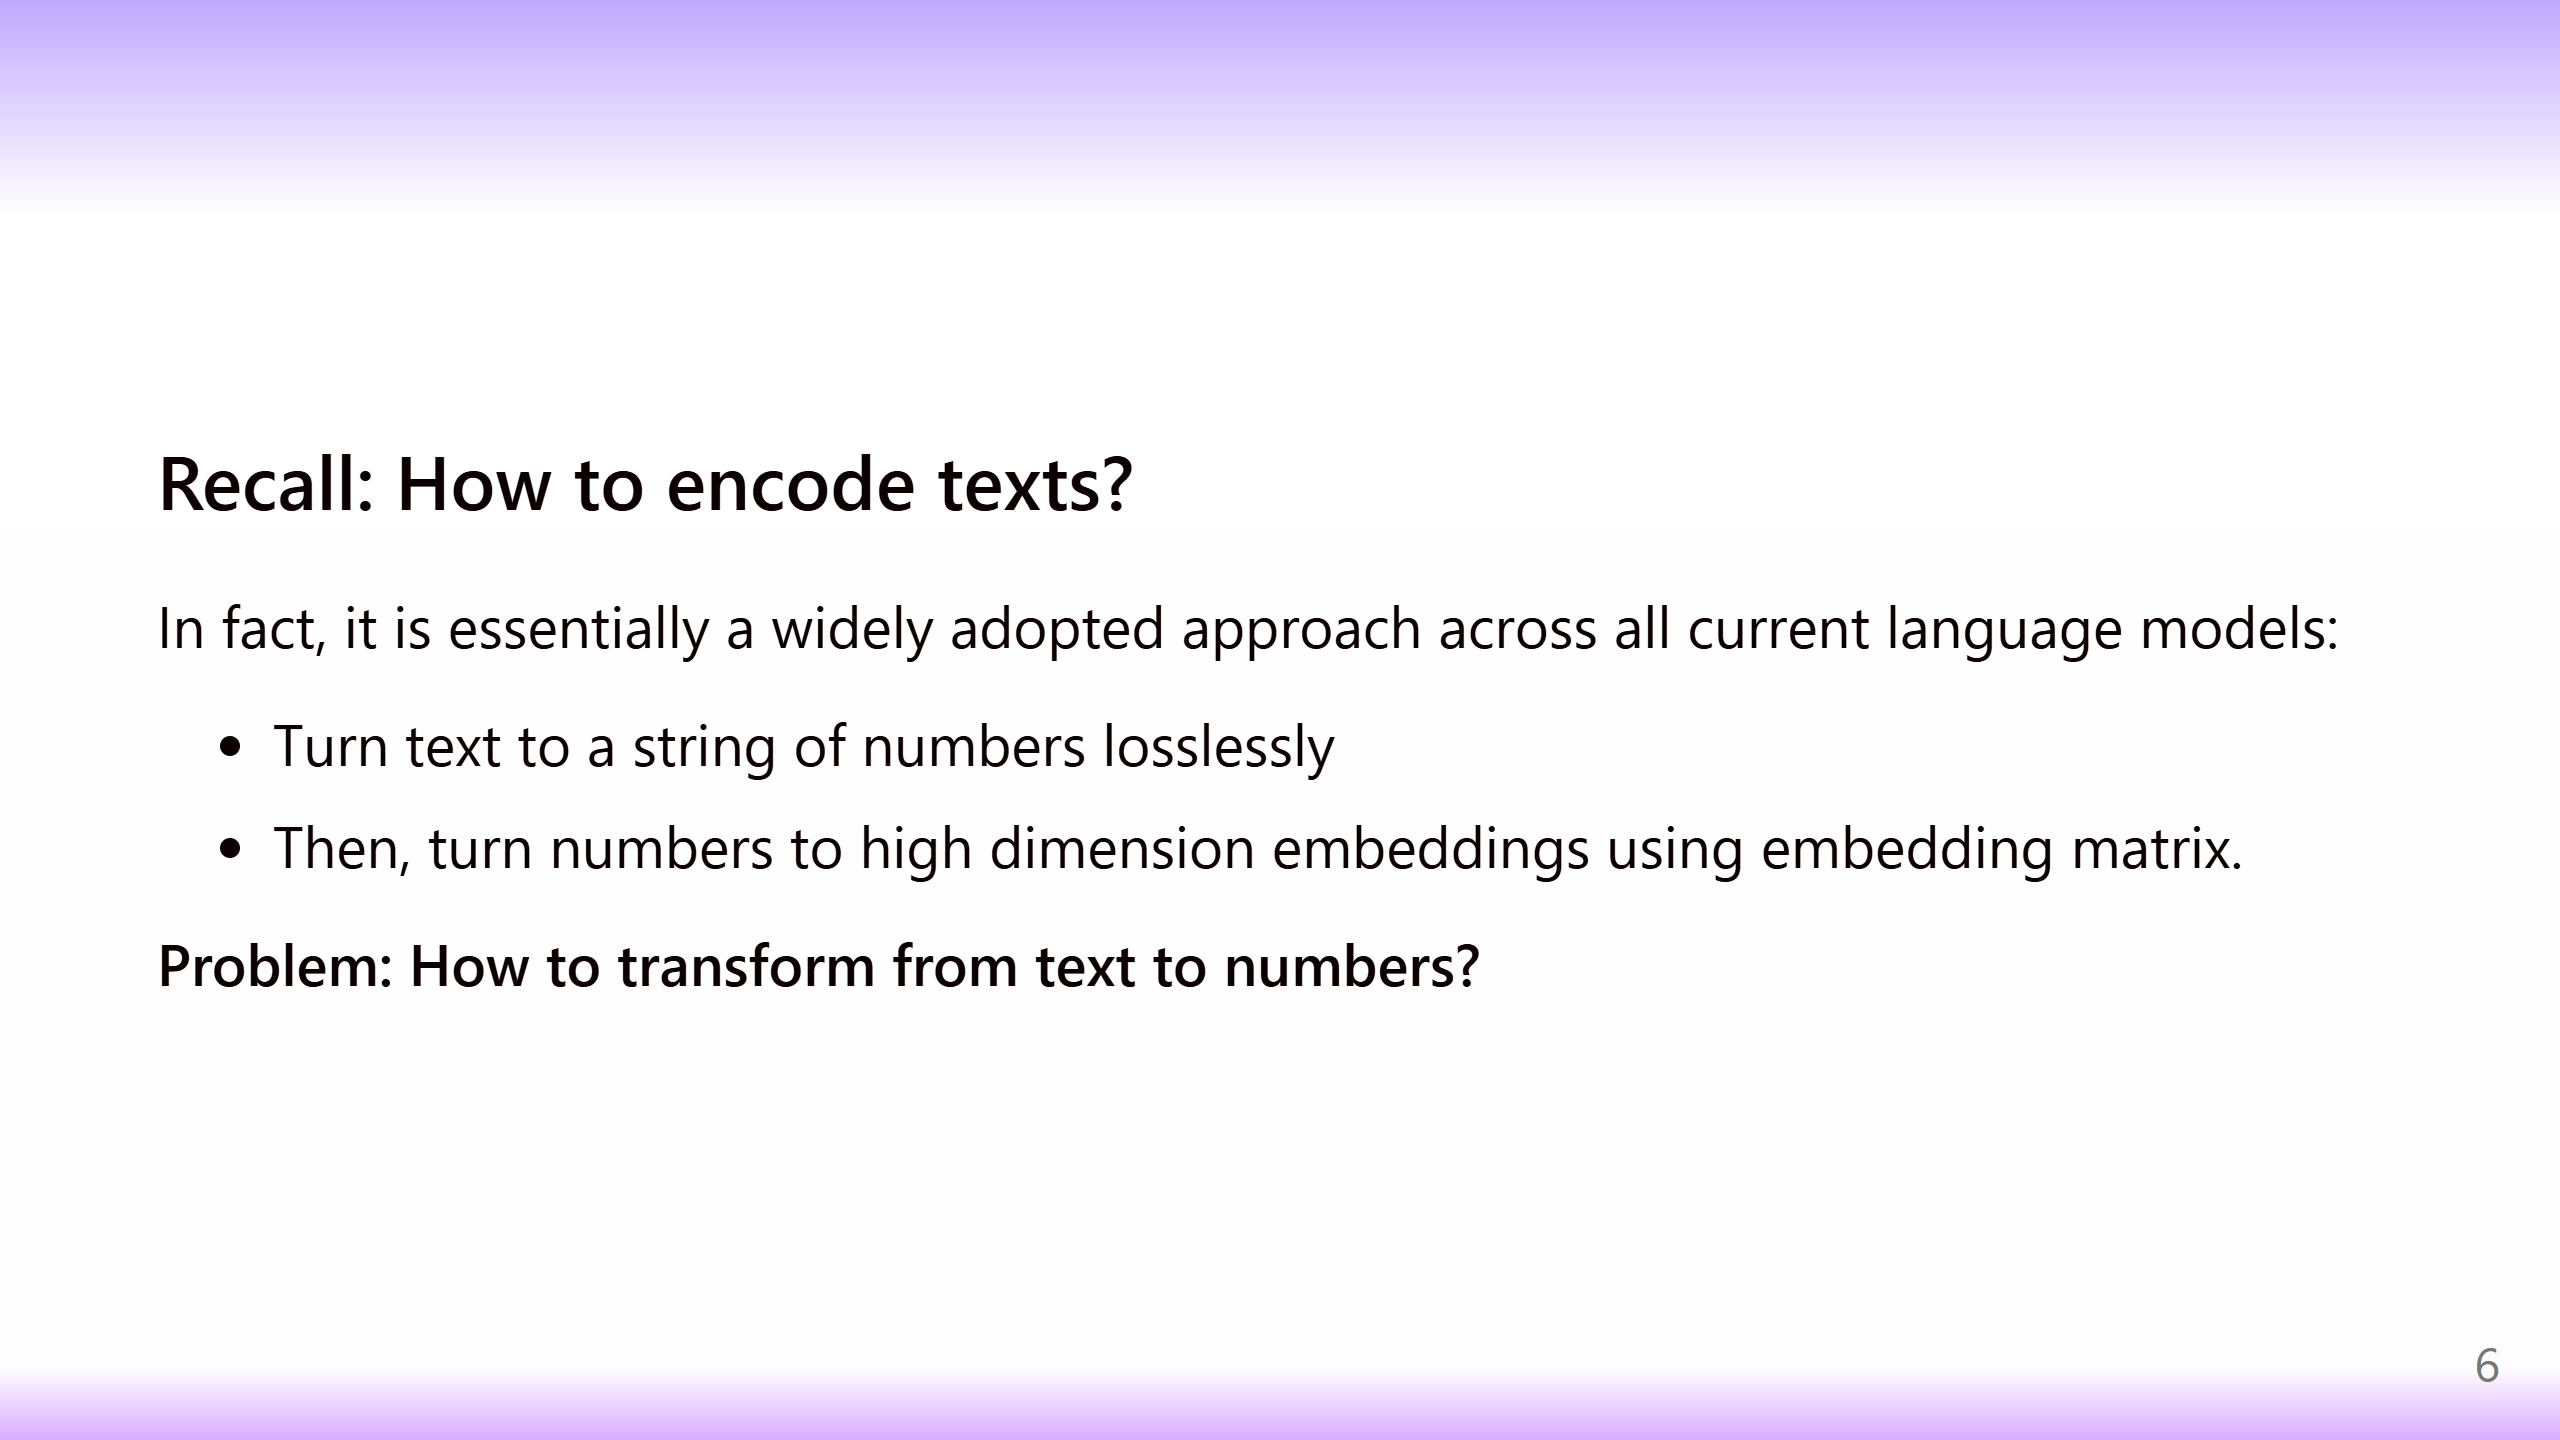 Recall: How to encode texts?
In fact, it is essentially a widely adopted approach across all current language models:
• Turn text to a string of numbers losslessly
• Then, turn numbers to high dimension embeddings using embedding matrix.
Problem: How to transform from text to numbers?
6